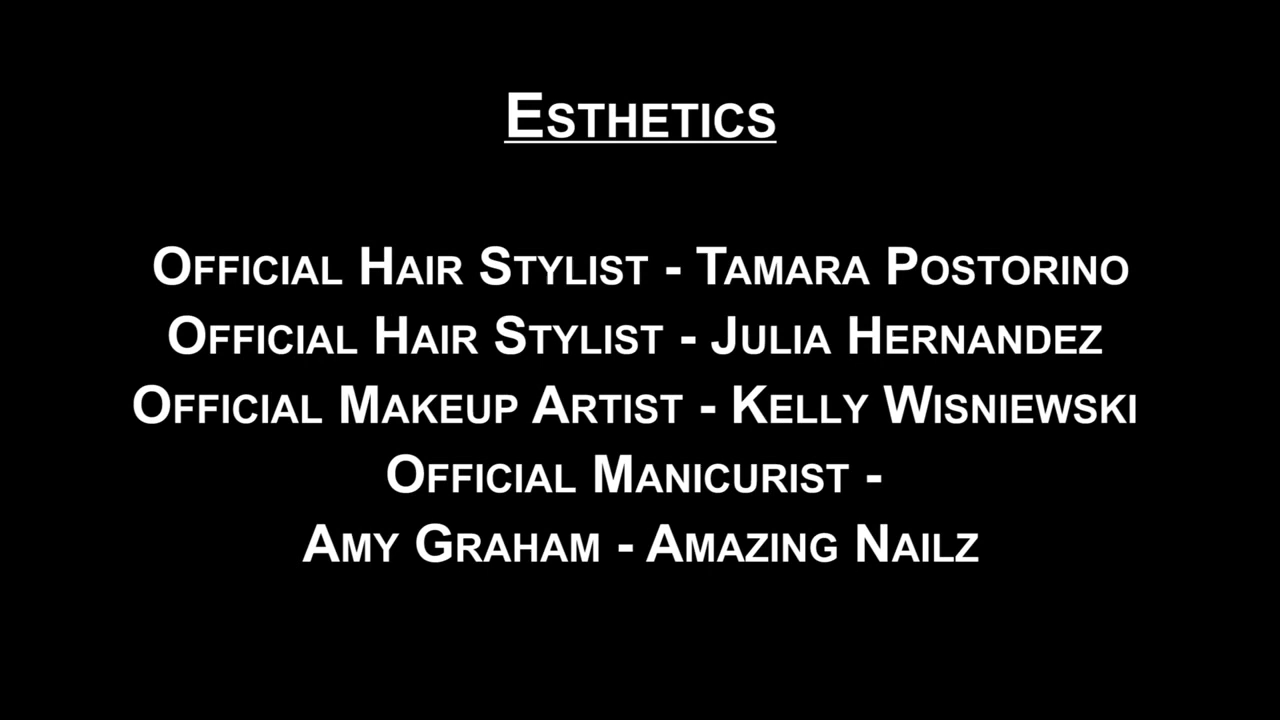 Esthetics
Official Hair Stylist - Tamara Postorino
Official Hair Stylist - Julia Hernandez
Official Makeup Artist - Kelly Wisniewski
Official Manicurist -
Amy Graham - Amazing Nailz